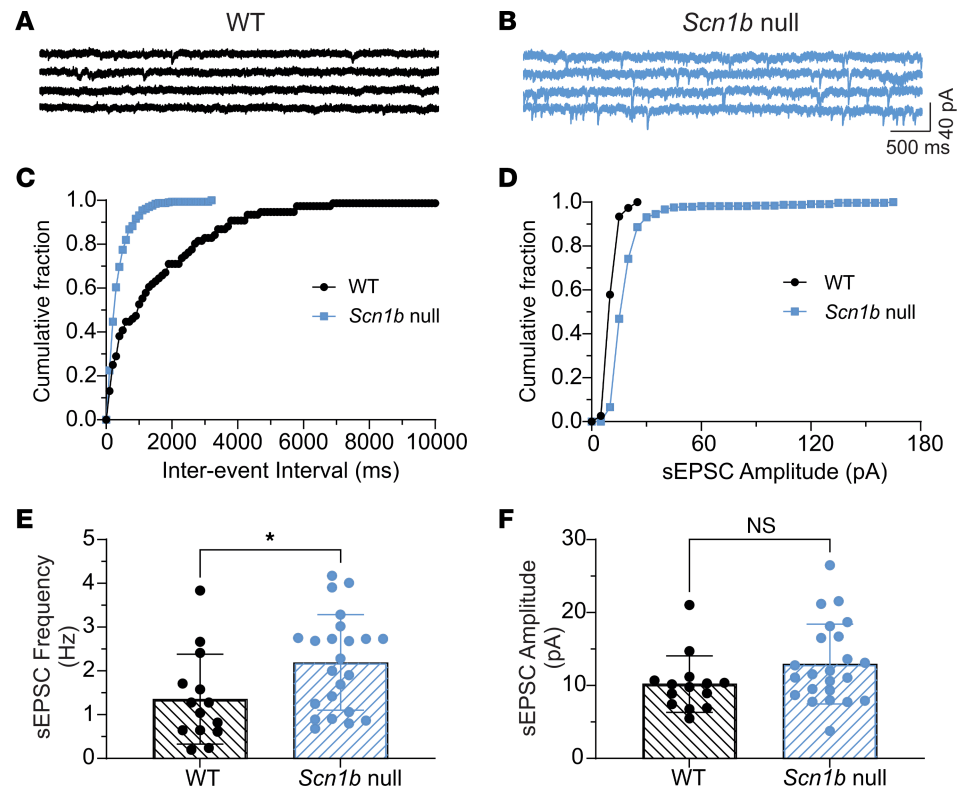 A
WT
B
Scn1b null
40 pA
500 ms
C
1.0
0.8
0.6
0.4
0.2
0.0
Cumulative fraction
WT
Scn1b null
0
2000
4000
6000
8000
10000
Inter-event Interval (ms)
D
1.0
0.8
0.6
0.4
0.2
0.0
Cumulative fraction
WT
Scn1b null
0
60
120
180
sEPSC Amplitude (pA)
E
5
4
3
2
1
0
sEPSC Frequency
(Hz)
*
WT
Scn1b null
F
30
20
10
0
sEPSC Amplitude
(pA)
NS
WT
Scn1b null